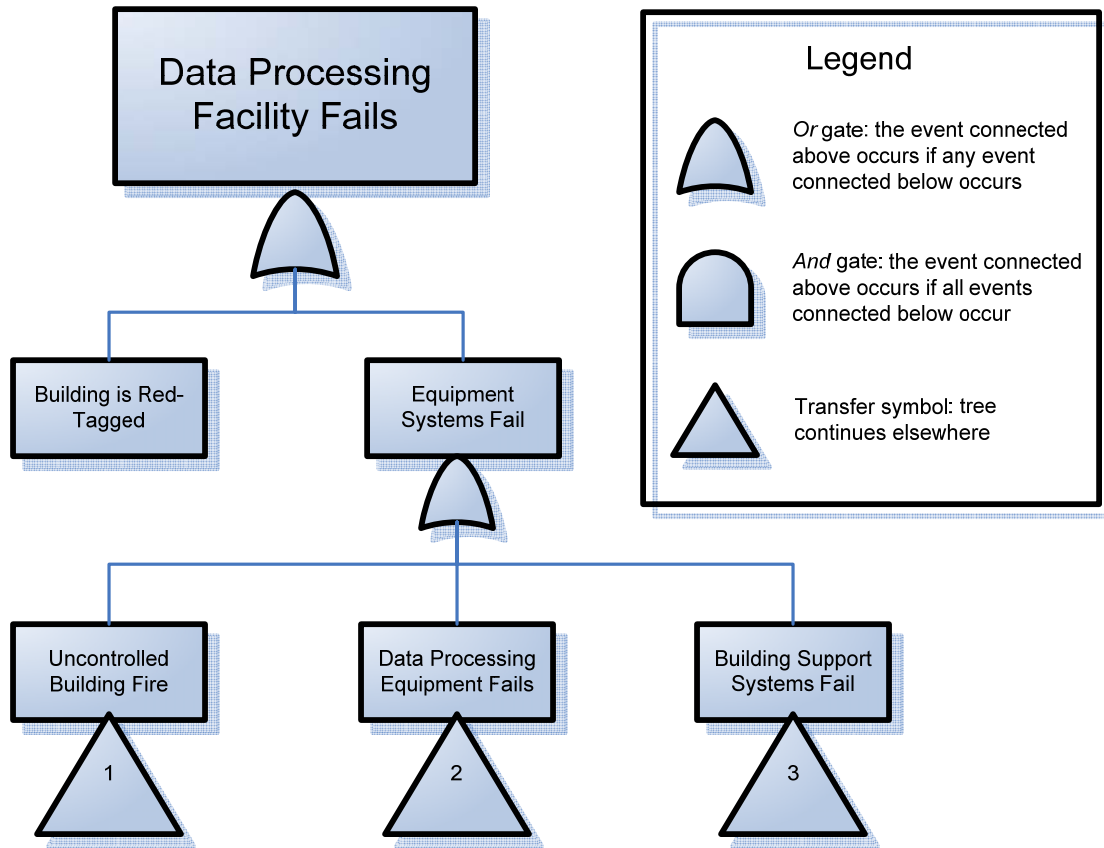 Data Processing
Facility Fails
Legend
Or gate: the event connected
above occurs if any event
connected below occurs
And gate: the event connected
above occurs if all events
connected below occur
Transfer symbol: tree
continues elsewhere
Building is Red-
Tagged
Equipment
Systems Fail
Uncontrolled
Building Fire
Data Processing
Equipment Fails
Building Support
Systems Fail
1
2
3